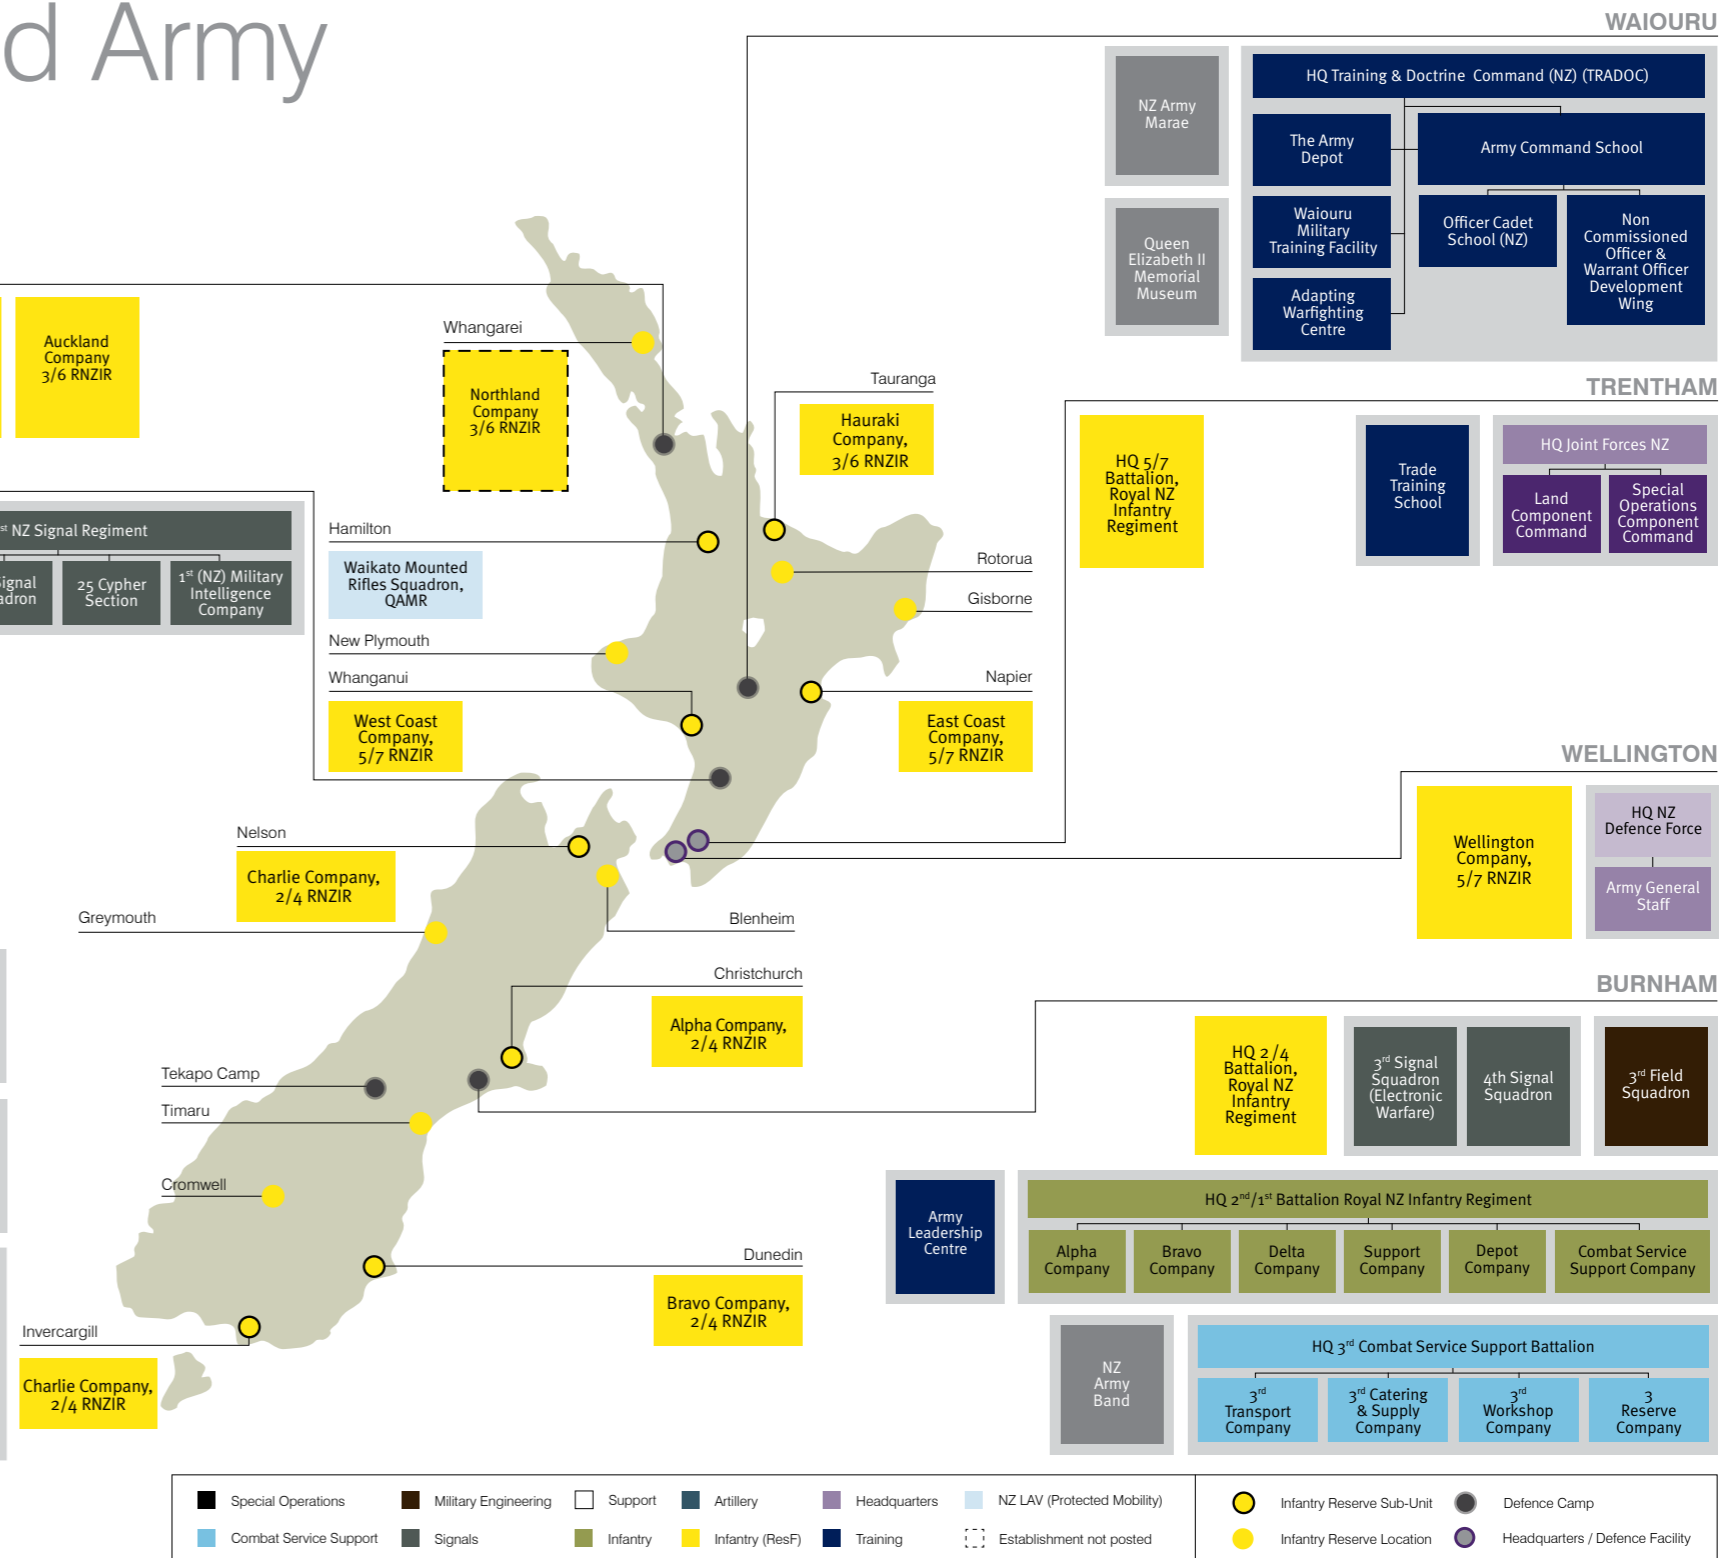 d Army
WAIOURU
NZ Army
Marae
Queen
Elizabeth II
Memorial
Museum
HQ Training & Doctrine Command (NZ) (TRADOC)
The Army
Depot
Army Command School
Waiouru
Military
Training Facility
Officer Cadet
School (NZ)
Non
Commissioned
Officer &
Warrant Officer
Development
Wing
Adapting
Warfighting
Centre
Auckland
Company
3/6 RNZIR
Whangarei
Northland
Company
3/6 RNZIR
Tauranga
Hauraki
Company,
3/6 RNZIR
TRENTHAM
HQ 5/7
Battalion,
Royal NZ
Infantry
Regiment
Trade
Training
School
HQ Joint Forces NZ
Land
Component
Command
Special
Operations
Component
Command
st NZ Signal Regiment
25 Cypher
Section
1st (NZ) Military
Intelligence
Company
Hamilton
Waikato Mounted
Rifles Squadron,
QAMR
Rotorua
Gisborne
New Plymouth
Whanganui
West Coast
Company,
5/7 RNZIR
Napier
East Coast
Company,
5/7 RNZIR
WELLINGTON
Wellington
Company,
5/7 RNZIR
HQ NZ
Defence Force
Army General
Staff
Nelson
Charlie Company,
2/4 RNZIR
Greymouth
Blenheim
Christchurch
Alpha Company,
2/4 RNZIR
BURNHAM
HQ 2/4
Battalion,
Royal NZ
Infantry
Regiment
3rd Signal
Squadron
(Electronic
Warfare)
4th Signal
Squadron
3rd Field
Squadron
Tekapo Camp
Timaru
Cromwell
Army
Leadership
Centre
HQ 2nd/1st Battalion Royal NZ Infantry Regiment
Alpha
Company
Bravo
Company
Delta
Company
Support
Company
Depot
Company
Combat Service
Support Company
Dunedin
Bravo Company,
2/4 RNZIR
Invercargill
Charlie Company,
2/4 RNZIR
NZ
Army
Band
HQ 3rd Combat Service Support Battalion
3rd
Transport
Company
3rd Catering
& Supply
Company
3rd
Workshop
Company
3
Reserve
Company
Special Operations
Military Engineering
Support
Artillery
Headquarters
NZ LAV (Protected Mobility)
Combat Service Support
Signals
Infantry
Infantry (ResF)
Training
Establishment not posted
Infantry Reserve Sub-Unit
Defence Camp
Infantry Reserve Location
Headquarters / Defence Facility